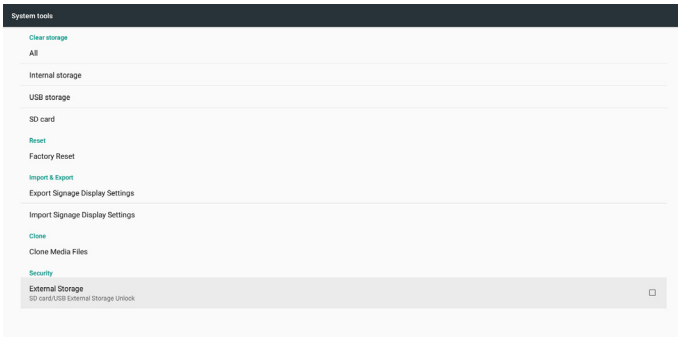 System tools
Clear storage
All
Internal storage
USB storage
SD card
Reset
Factory Reset
Import & Export
Export Signage Display Settings
Import Signage Display Settings
Clone
Clone Media Files
Security
External Storage
SD card/USB External Storage Unlock